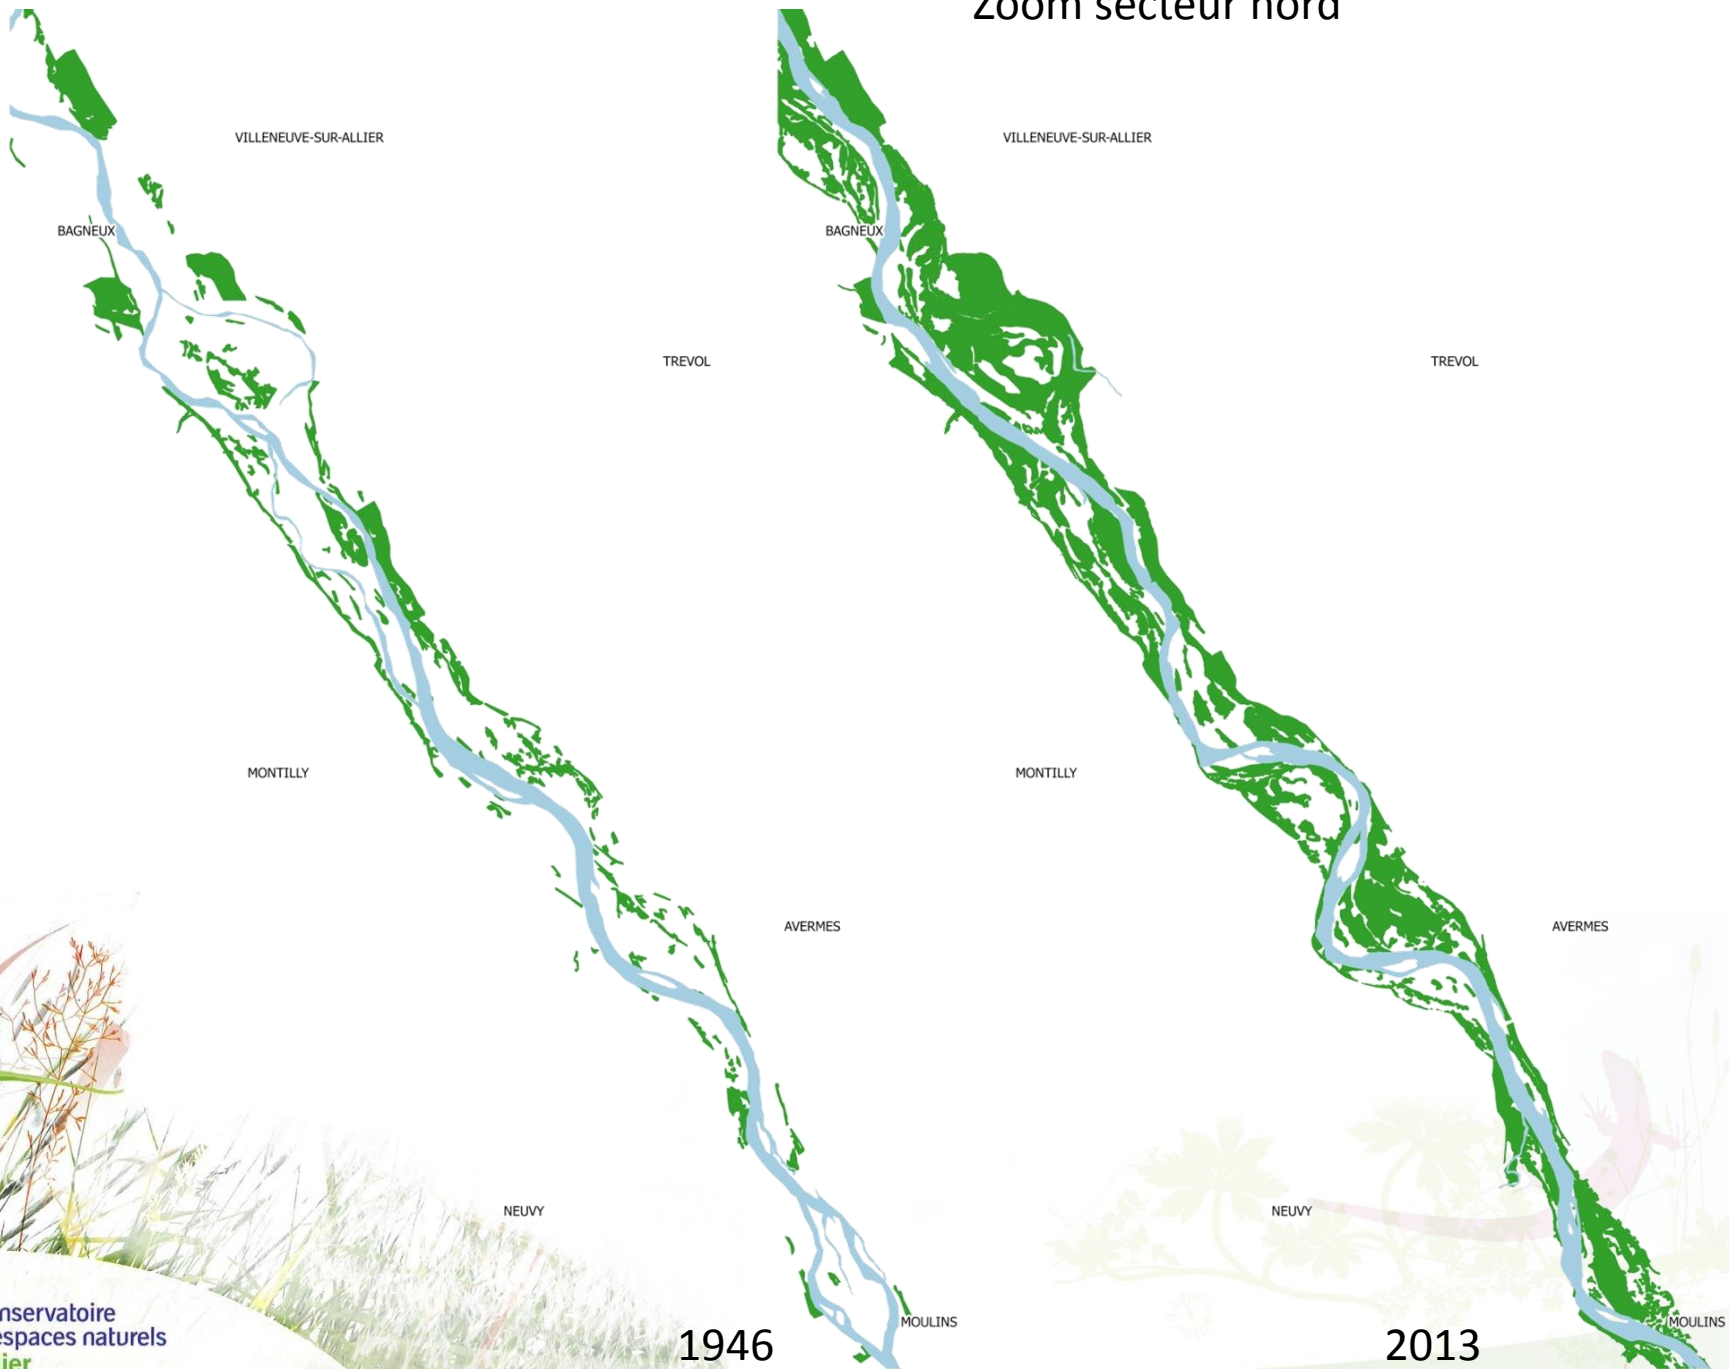 Zoom secteur nord
VILLENEUVE-SUR-ALLIER
BAGNEUX
TREVOL
MONTILLY
AVERMES
NEUVY
MOULINS
1946
VILLENEUVE-SUR-ALLIER
BAGNEUX
TREVOL
MONTILLY
AVERMES
NEUVY
MOULINS
2013
nservatoire
espaces naturels
ier